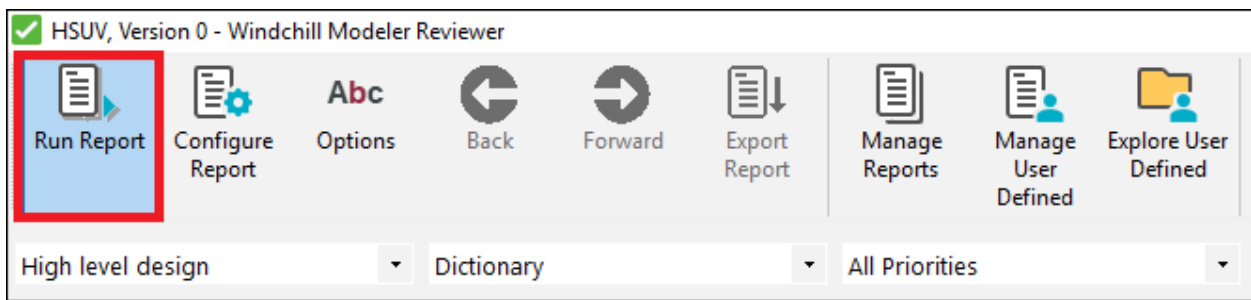 HSUV, Version 0 - Windchill Modeler Reviewer
Run Report
Configure
Report
Abc
Options
Back
Forward
Export
Report
Manage
Reports
Manage
User
Defined
Explore User
Defined
High level design
Dictionary
All Priorities